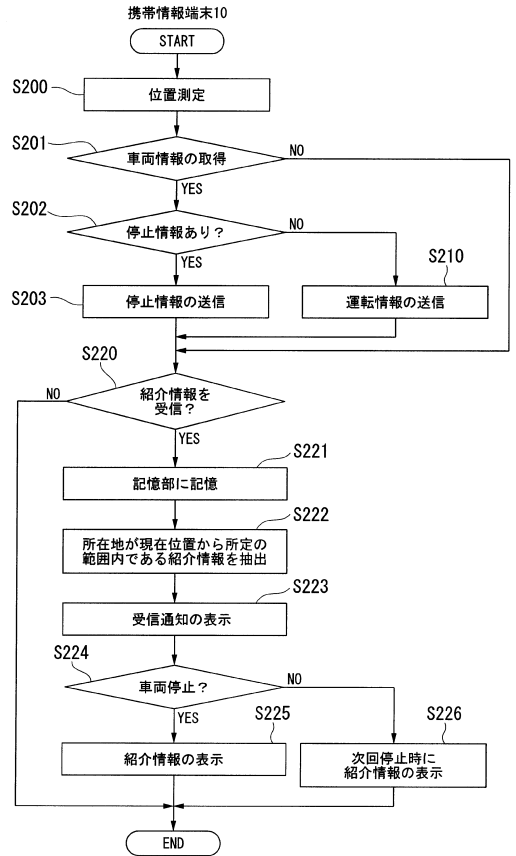 携帯情報端末10
START
S200
位置測定
S201
車両情報の取得
NO
YES
S202
停止情報あり?
NO
YES
S203
停止情報の送信
S210
運転情報の送信
S220
紹介情報を
受信?
NO
YES
S221
記憶部に記憶
S222
所在地が現在位置から所定の
範囲内である紹介情報を抽出
S223
受信通知の表示
S224
車両停止?
NO
YES
S225
紹介情報の表示
S226
次回停止時に
紹介情報の表示
END